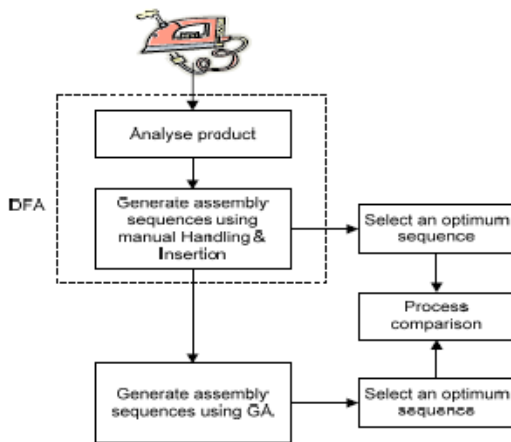 Analyse product
DFA
Generate assembly
sequences using
manual Handling &
Insertion
Select an optimum
sequence
Process
comparison
Generate assembly
sequences using GA.
Select an optimum
sequence